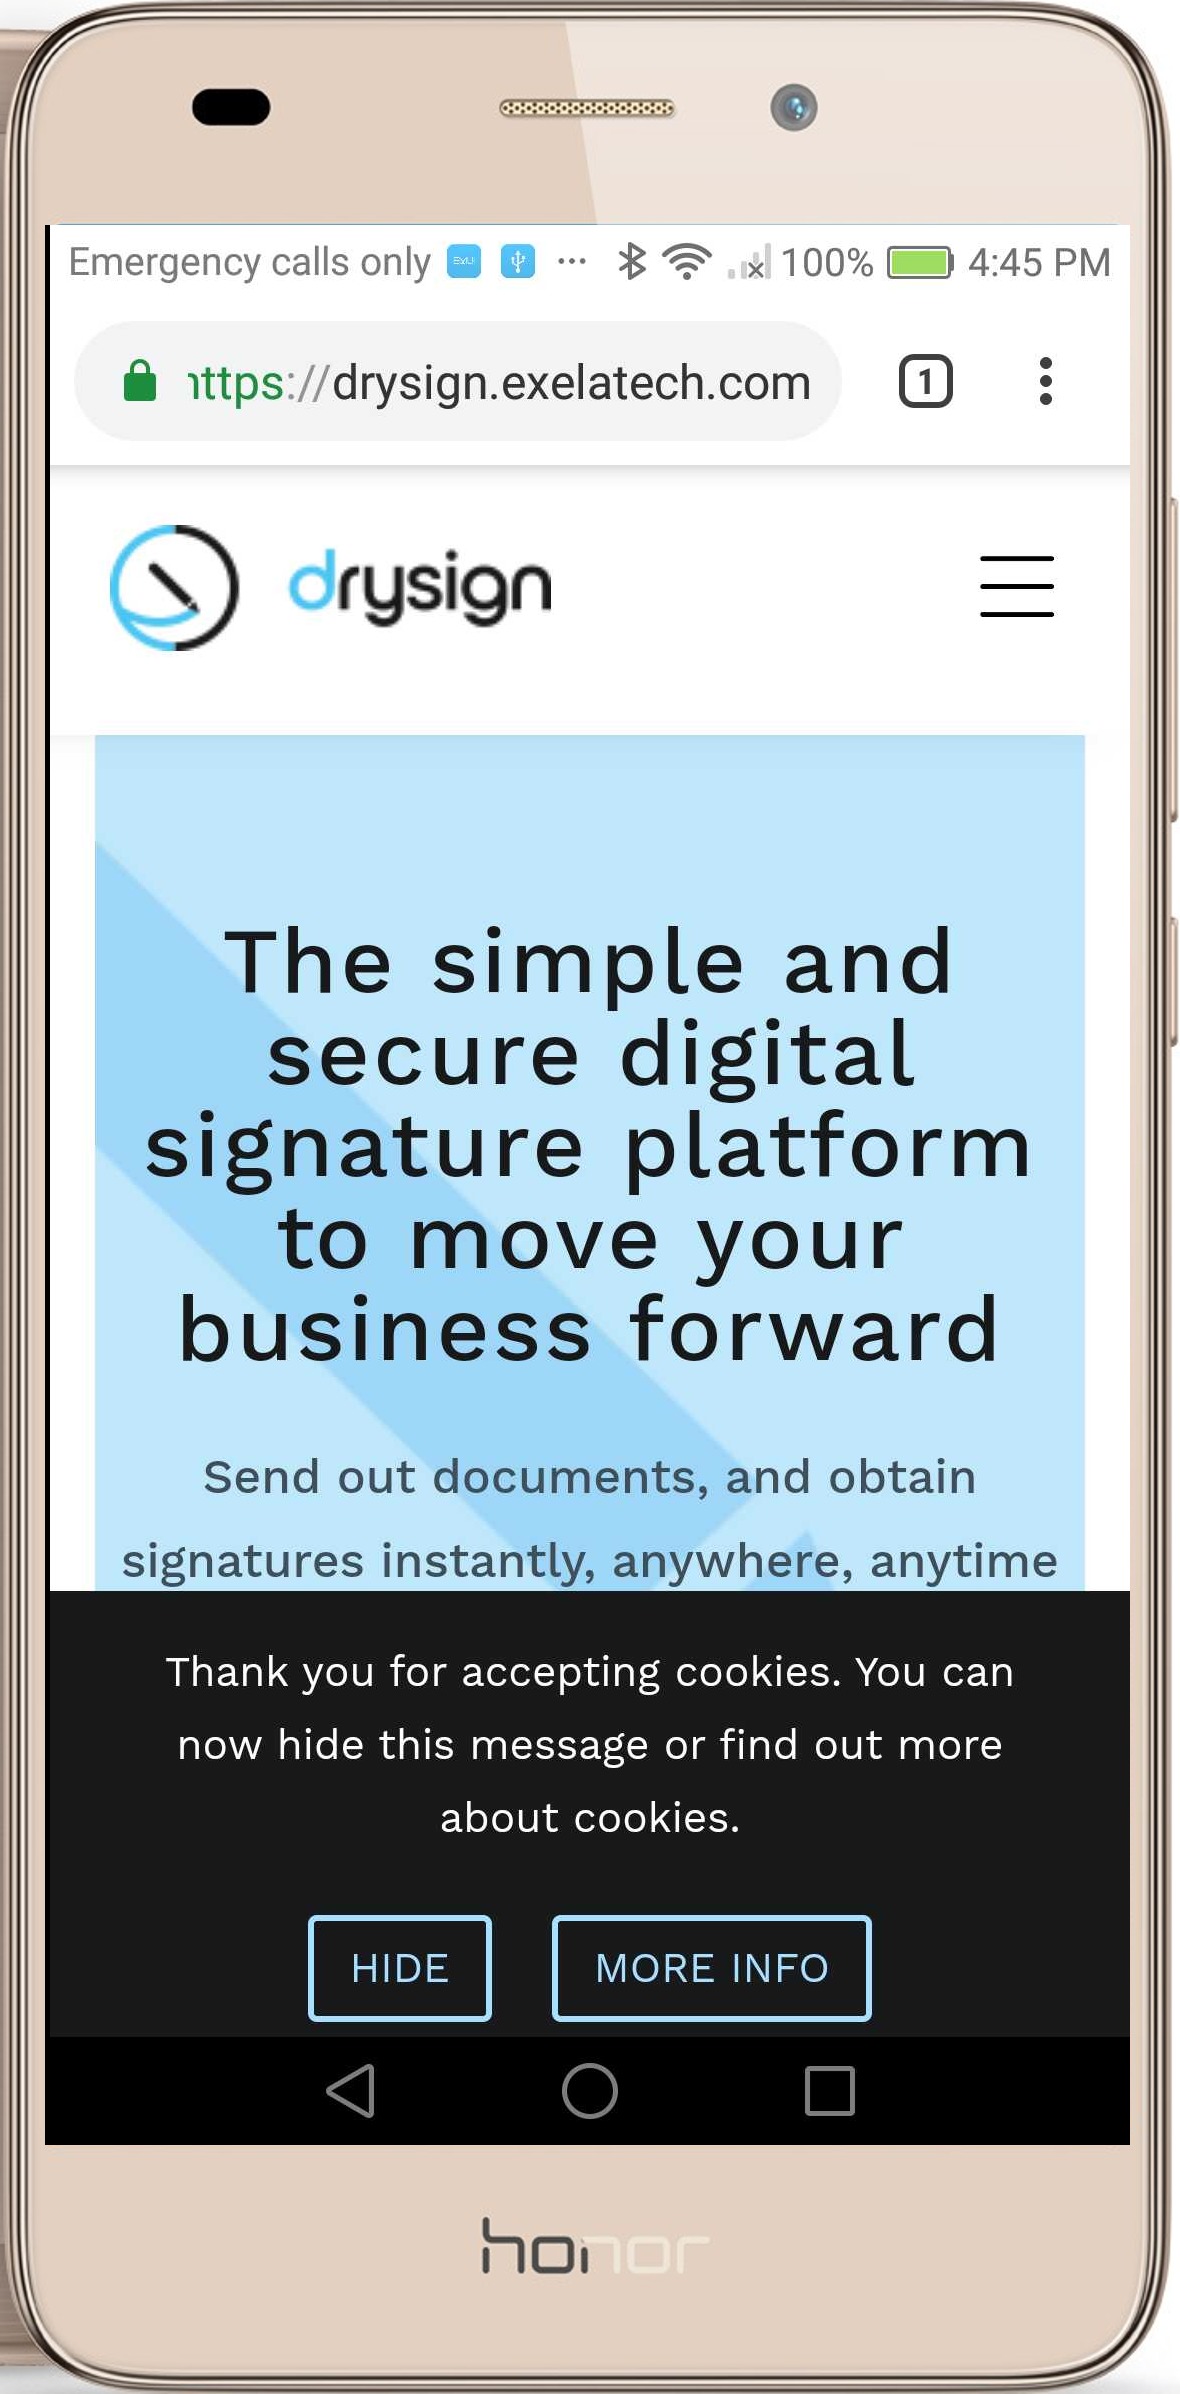 Emergency calls only 100% 4:45 PM
https://drysign.exelatech.com 1
drysign
The simple and
secure digital
signature platform
to move your
business forward
Send out documents, and obtain
signatures instantly, anywhere, anytime
Thank you for accepting cookies. You can
now hide this message or find out more
about cookies.
HIDE MORE INFO
honor